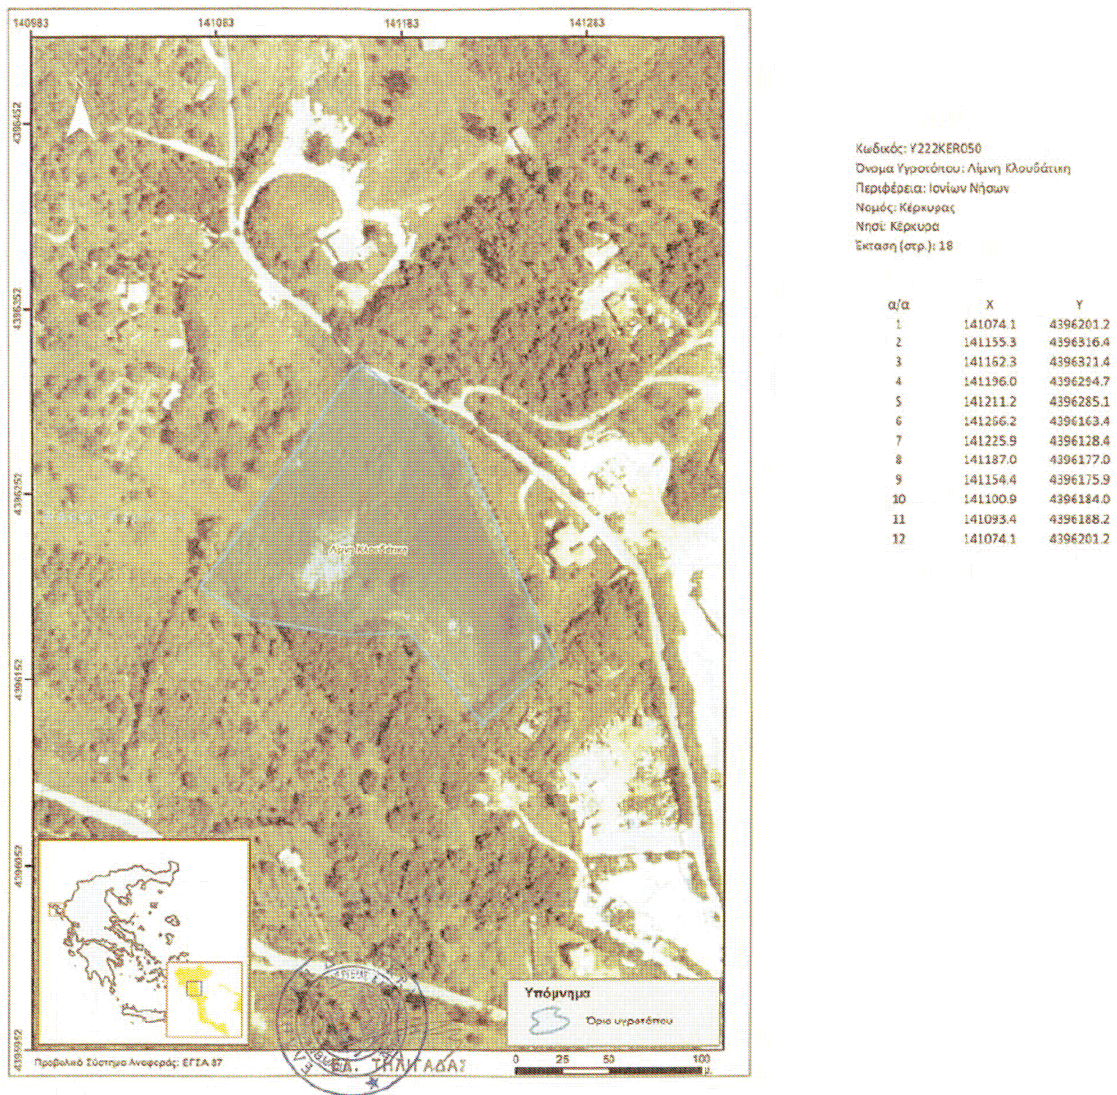 140983 141083 141183 141283
4396452
4396352
4396252
4396152
4396052
4395952
Λίμνη Κλουδάτικη
Υπόμνημα
Όριο υγροτόπου
Προβολικό Σύστημα Αναφοράς: ΕΓΣΑ 87
ΕΛ. ΤΗΛΙΓΑΔΑΣ
0 25 50 100
μ.
Κωδικός: Υ222KER050
Όνομα Υγροτόπου: Λίμνη Κλουδάτικη
Περιφέρεια: Ιονίων Νήσων
Νομός: Κέρκυρας
Νησί: Κέρκυρα
Έκταση (στρ.): 18
α/α X Y
1 141074.1 4396201.2
2 141155.3 4396316.4
3 141162.3 4396321.4
4 141196.0 4396294.7
5 141211.2 4396285.1
6 141266.2 4396163.4
7 141225.9 4396128.4
8 141187.0 4396177.0
9 141154.4 4396175.9
10 141100.9 4396184.0
11 141093.4 4396188.2
12 141074.1 4396201.2